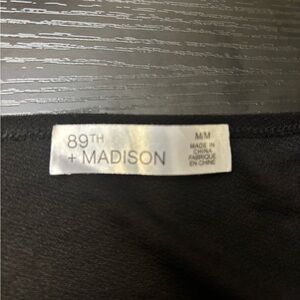 89TH
+ MADISON
M/M
MADE IN
CHINA
FABRIQUÉ
EN CHINE